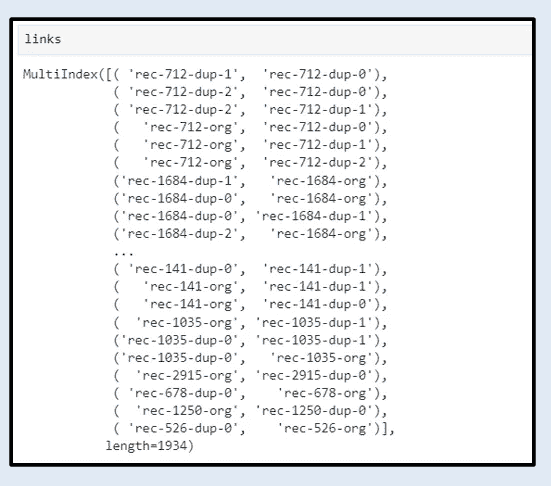 links
MultiIndex([( 'rec-712-dup-1',  'rec-712-dup-0'),
            ( 'rec-712-dup-2',  'rec-712-dup-0'),
            ( 'rec-712-dup-2',  'rec-712-dup-1'),
            (   'rec-712-org',  'rec-712-dup-0'),
            (   'rec-712-org',  'rec-712-dup-1'),
            (   'rec-712-org',  'rec-712-dup-2'),
            ('rec-1684-dup-1',   'rec-1684-org'),
            ('rec-1684-dup-0',   'rec-1684-org'),
            ('rec-1684-dup-0', 'rec-1684-dup-1'),
            ('rec-1684-dup-2',   'rec-1684-org'),
            ...
            ( 'rec-141-dup-0',  'rec-141-dup-1'),
            (   'rec-141-org',  'rec-141-dup-1'),
            (   'rec-141-org',  'rec-141-dup-0'),
            (  'rec-1035-org', 'rec-1035-dup-1'),
            ('rec-1035-dup-0', 'rec-1035-dup-1'),
            ('rec-1035-dup-0',   'rec-1035-org'),
            (  'rec-2915-org', 'rec-2915-dup-0'),
            ( 'rec-678-dup-0',    'rec-678-org'),
            (  'rec-1250-org', 'rec-1250-dup-0'),
            ( 'rec-526-dup-0',    'rec-526-org')],
           length=1934)